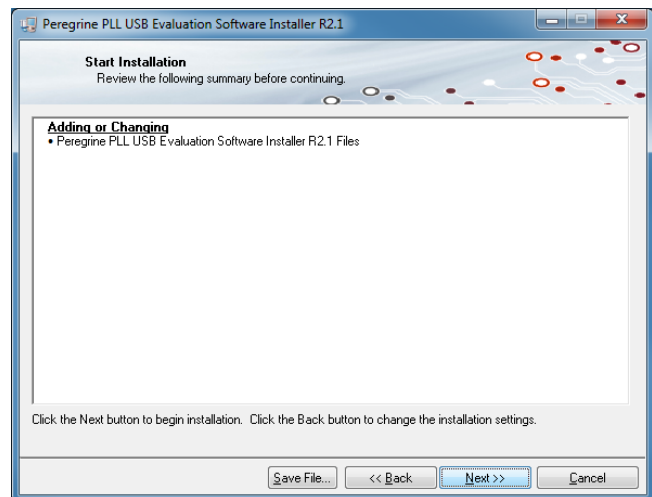 Peregrine PLL USB Evaluation Software Installer R2.1
Start Installation
Review the following summary before continuing.
Adding or Changing
• Peregrine PLL USB Evaluation Software Installer R2.1 Files
Click the Next button to begin installation. Click the Back button to change the installation settings.
Save File... << Back Next >> Cancel